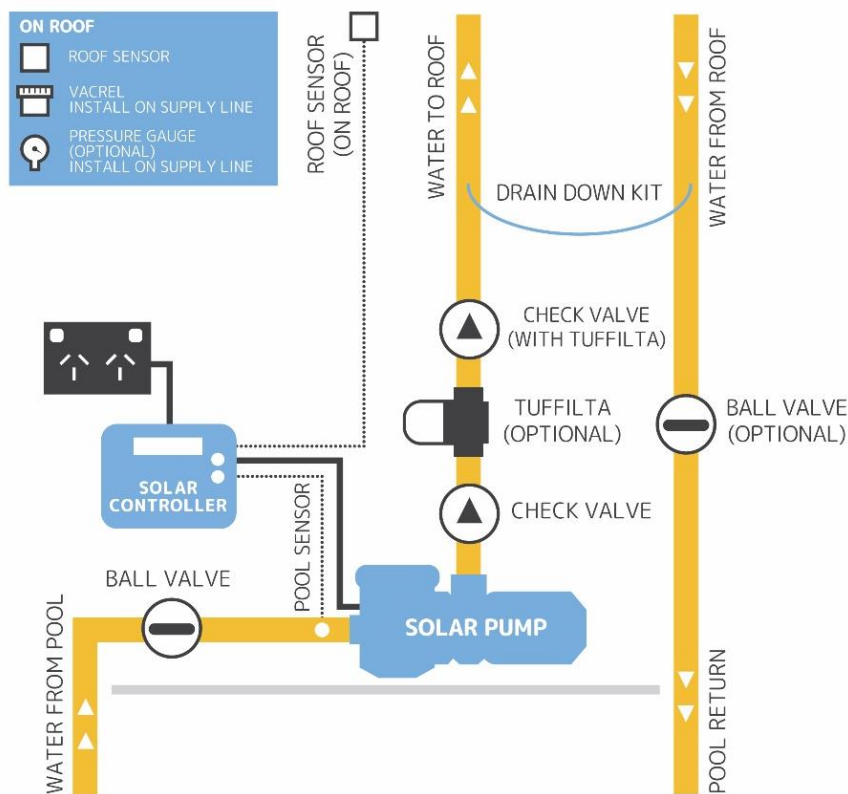 ON ROOF
ROOF SENSOR
VACREL
INSTALL ON SUPPLY LINE
PRESSURE GAUGE
(OPTIONAL)
INSTALL ON SUPPLY LINE
ROOF SENSOR
(ON ROOF)
WATER TO ROOF
WATER FROM ROOF
DRAIN DOWN KIT
CHECK VALVE
(WITH TUFFILTA)
TUFFILTA
(OPTIONAL)
BALL VALVE
(OPTIONAL)
SOLAR
CONTROLLER
CHECK VALVE
POOL SENSOR
BALL VALVE
SOLAR PUMP
WATER FROM POOL
POOL RETURN